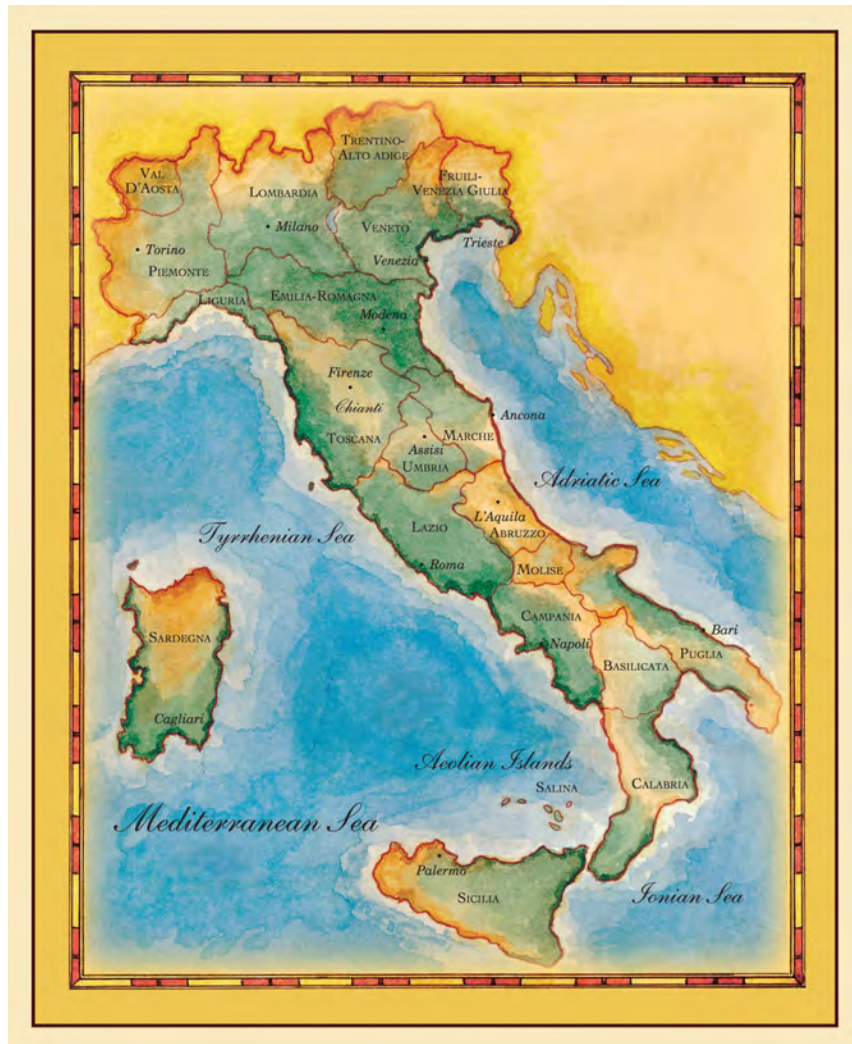 TRENTINO-
ALTO ADIGE
VAL
D'AOSTA
FRUILI-
VENEZIA GIULIA
LOMBARDIA
Milano
VENETO
Trieste
Torino
Venezia
PIEMONTE
LIGURIA
EMILIA-ROMAGNA
Modena
Firenze
Chianti
Ancona
TOSCANA
MARCHE
Assisi
UMBRIA
Adriatic Sea
L'Aquila
ABRUZZO
LAZIO
Tyrrhenian Sea
Roma
MOLISE
CAMPANIA
Bari
SARDEGNA
Napoli
PUGLIA
BASILICATA
Cagliari
Aeolian Islands
SALINA
CALABRIA
Mediterranean Sea
Palermo
SICILIA
Ionian Sea